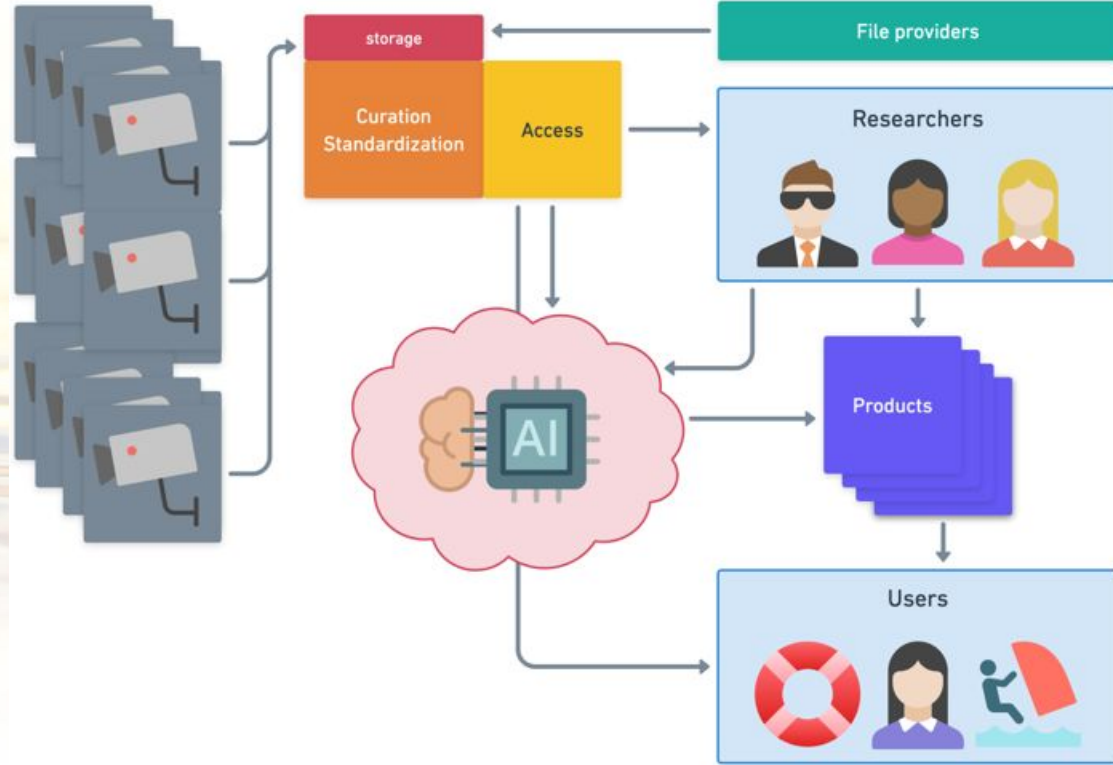 storage
File providers
Curation
Standardization
Access
Researchers
AI
Products
Users